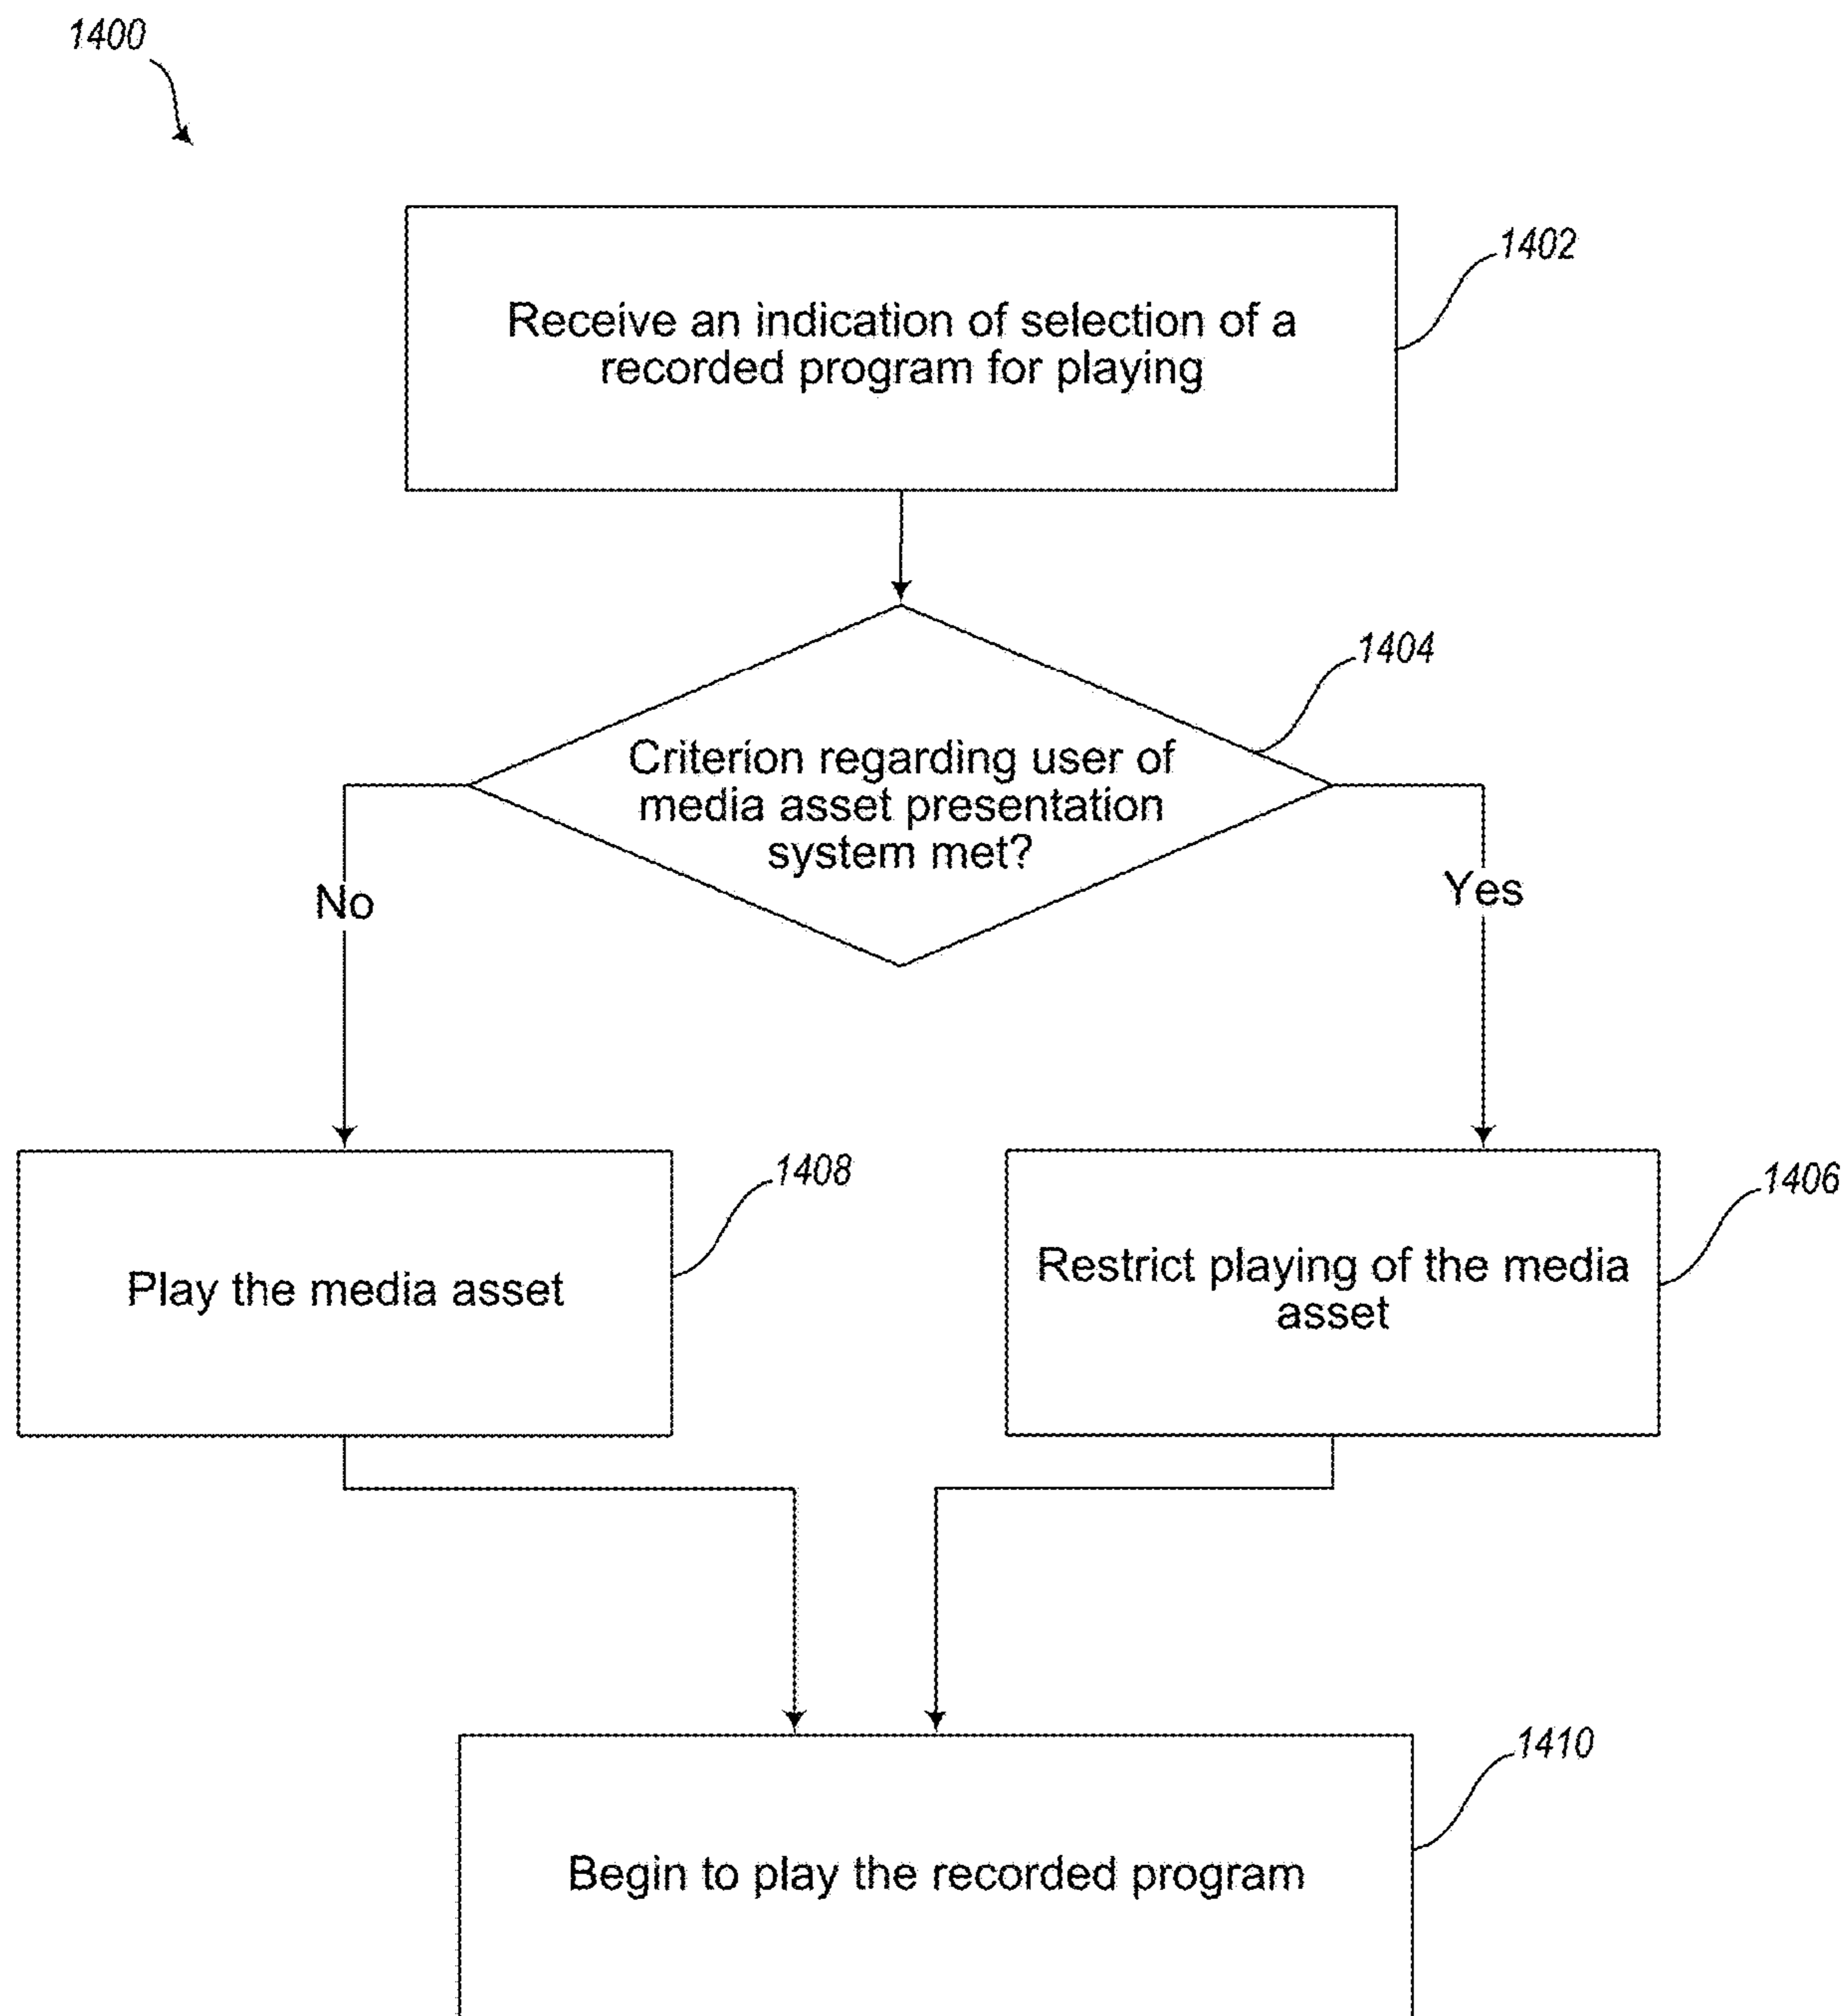 1400
1402
Receive an indication of selection of a
recorded program for playing
1404
Criterion regarding user of
media asset presentation
system met?
No
Yes
1408
1406
Play the media asset
Restrict playing of the media
asset
1410
Begin to play the recorded program